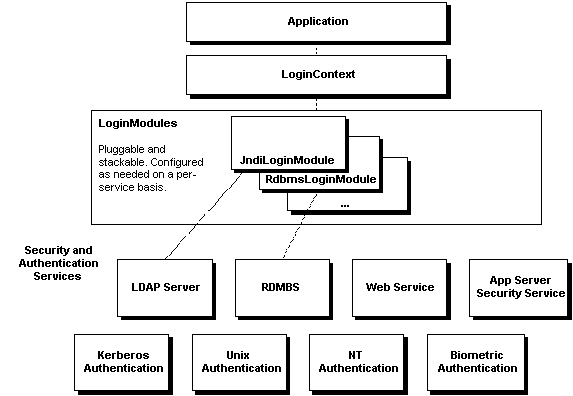 Application
LoginContext
LoginModules
Pluggable and
stackable. Configured
as needed on a per-
service basis.
JndiLoginModule
RdbmsLoginModule
...
Security and
Authentication
Services
LDAP Server
RDMBS
Web Service
App Server
Security Service
Kerberos
Authentication
Unix
Authentication
NT
Authentication
Biometric
Authentication